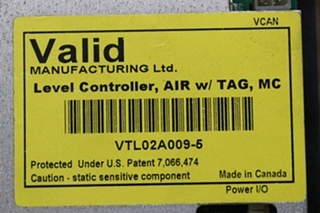 VCAN
Valid
MANUFACTURING Ltd.
Level Controller, AIR w/ TAG, MC
VTL02A009-5
Protected Under U.S. Patent 7,066,474
Caution - static sensitive component
Made in Canada
Power I/O